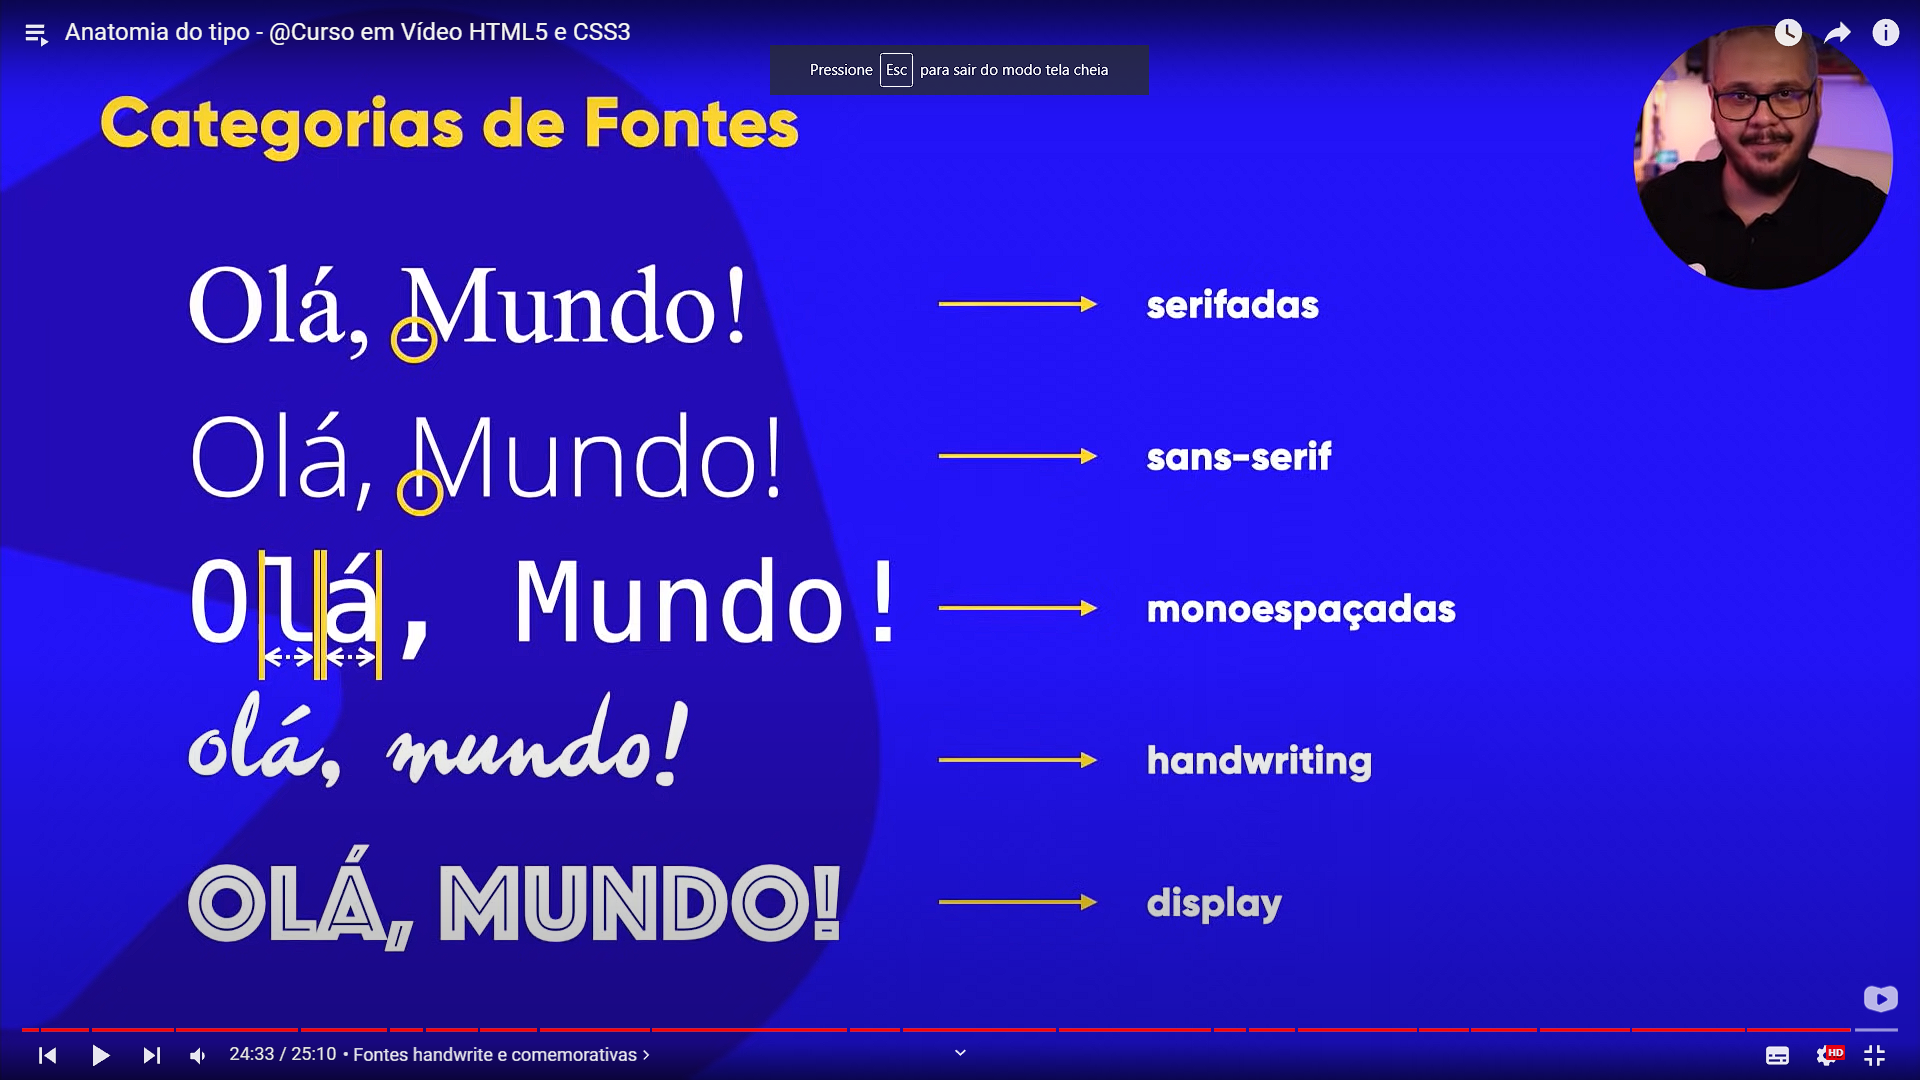 Anatomia do tipo - @Curso em Vídeo HTML5 e CSS3
Pressione Esc para sair do modo tela cheia
Categorias de Fontes
Olá, Mundo! serifadas
Olá, Mundo! sans-serif
Olá, Mundo! monoespaçadas
olá, mundo! handwriting
OLÁ, MUNDO! display
24:33 / 25:10 • Fontes handwrite e comemorativas ›
HD